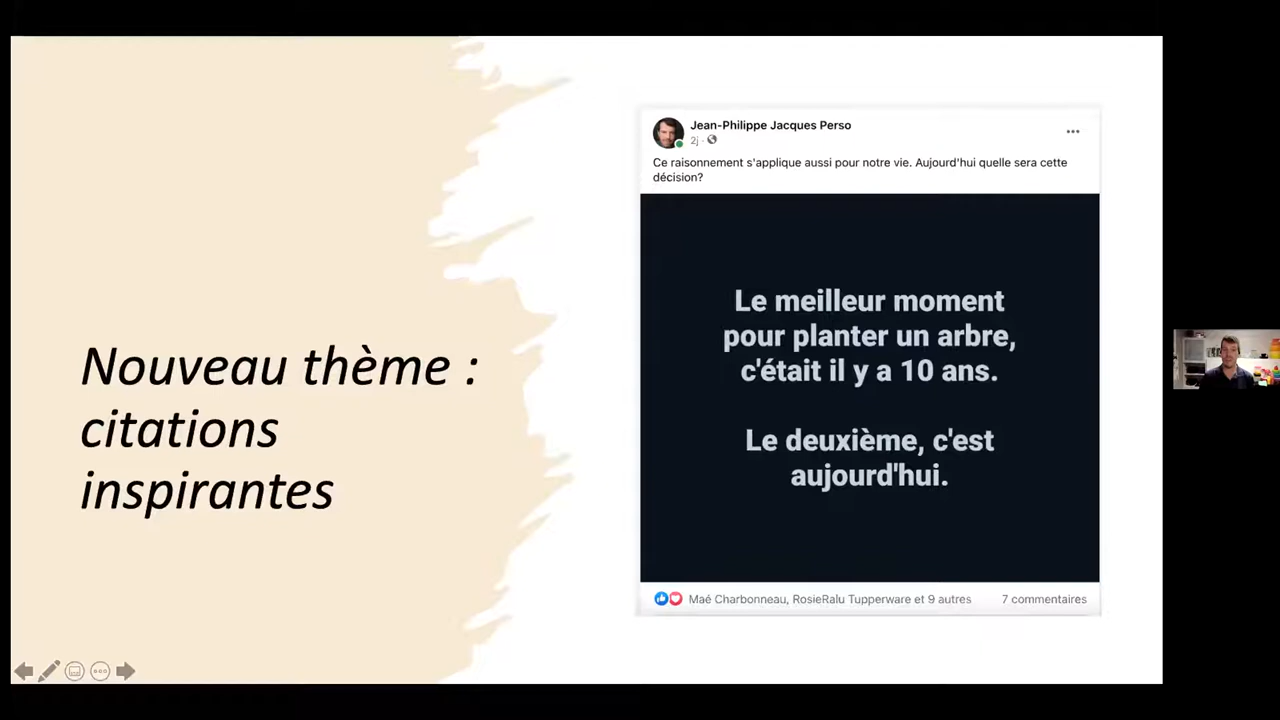 Nouveau thème :
citations
inspirantes
Jean-Philippe Jacques Perso
2j ·
Ce raisonnement s'applique aussi pour notre vie. Aujourd'hui quelle sera cette
décision?
Le meilleur moment
pour planter un arbre,
c'était il y a 10 ans.
Le deuxième, c'est
aujourd'hui.
Maé Charbonneau, RosieRalu Tupperware et 9 autres
7 commentaires